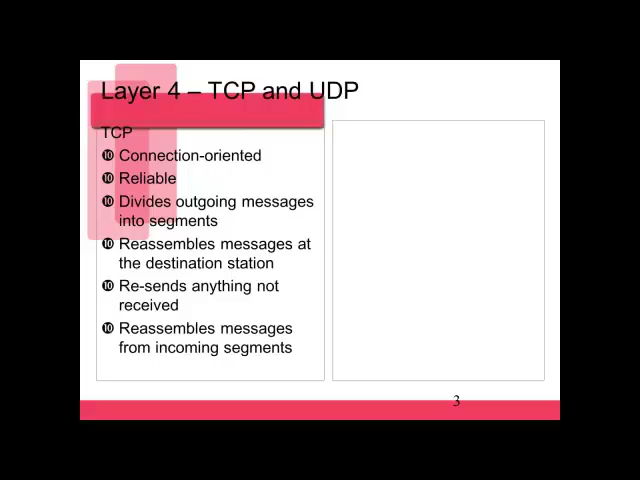 Layer 4 – TCP and UDP
TCP
❿ Connection-oriented
❿ Reliable
❿ Divides outgoing messages
into segments
❿ Reassembles messages at
the destination station
❿ Re-sends anything not
received
❿ Reassembles messages
from incoming segments
3